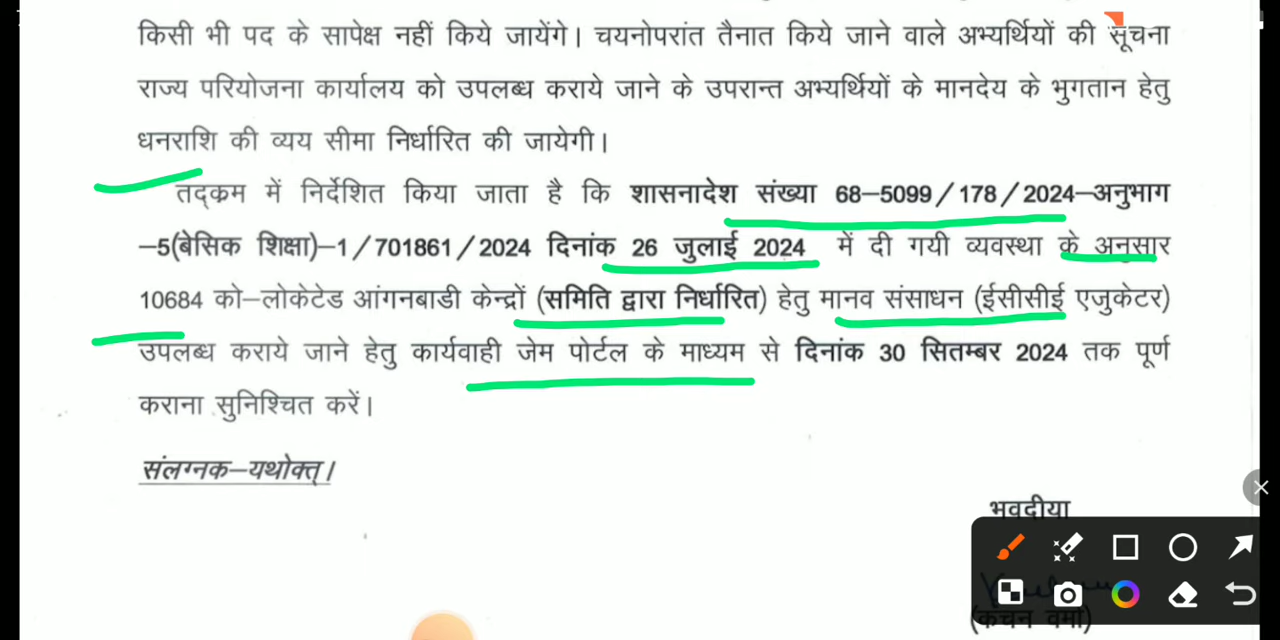 किसी भी पद के सापेक्ष नहीं किये जायेंगे। चयनोपरांत तैनात किये जाने वाले अभ्यर्थियों की सूचना
राज्य परियोजना कार्यालय को उपलब्ध कराये जाने के उपरान्त अभ्यर्थियों के मानदेय के भुगतान हेतु
धनराशि की व्यय सीमा निर्धारित की जायेगी।
तद्क्रम में निर्देशित किया जाता है कि शासनादेश संख्या 68–5099/178/2024–अनुभाग
–5(बेसिक शिक्षा)–1/701861/2024 दिनांक 26 जुलाई 2024 में दी गयी व्यवस्था के अनुसार
10684 को–लोकेटेड आंगनबाडी केन्द्रों (समिति द्वारा निर्धारित) हेतु मानव संसाधन (ईसीसीई एजुकेटर)
उपलब्ध कराये जाने हेतु कार्यवाही जेम पोर्टल के माध्यम से दिनांक 30 सितम्बर 2024 तक पूर्ण
कराना सुनिश्चित करें।
संलग्नक–यथोक्त्।
भवदीया
(कंचन वर्मा)